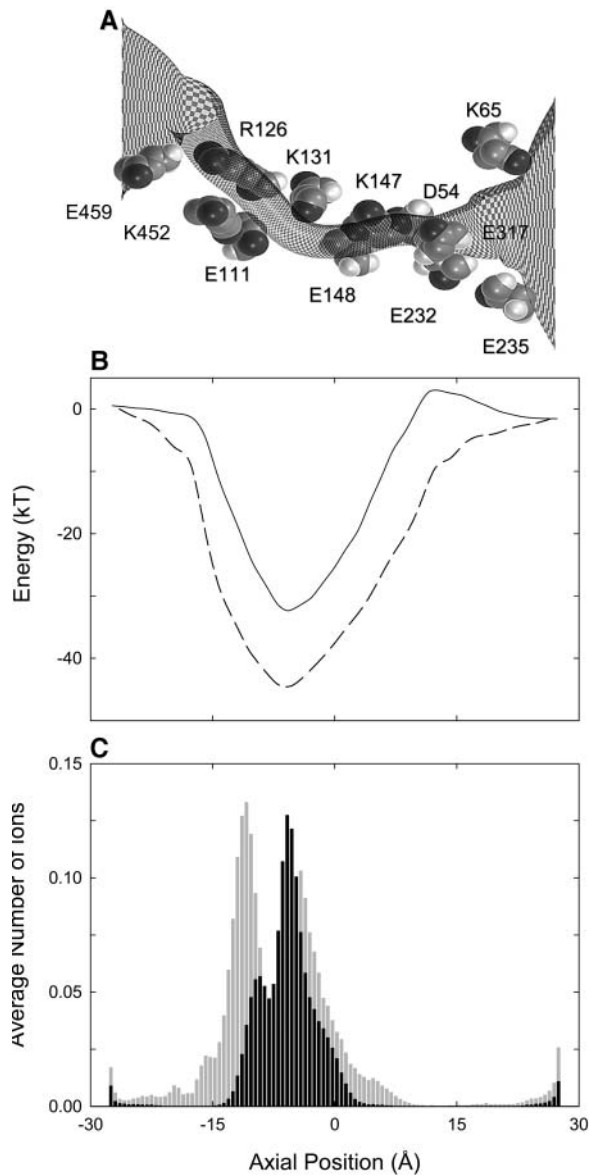 A
R126
K65
K131
K147
D54
E459
K452
E317
E111
E148
E232
E235
B
0
-20
-40
Energy (kT)
C
0.15
0.10
0.05
0.00
Average Number of Ions
-30
-15
0
15
30
Axial Position (Å)